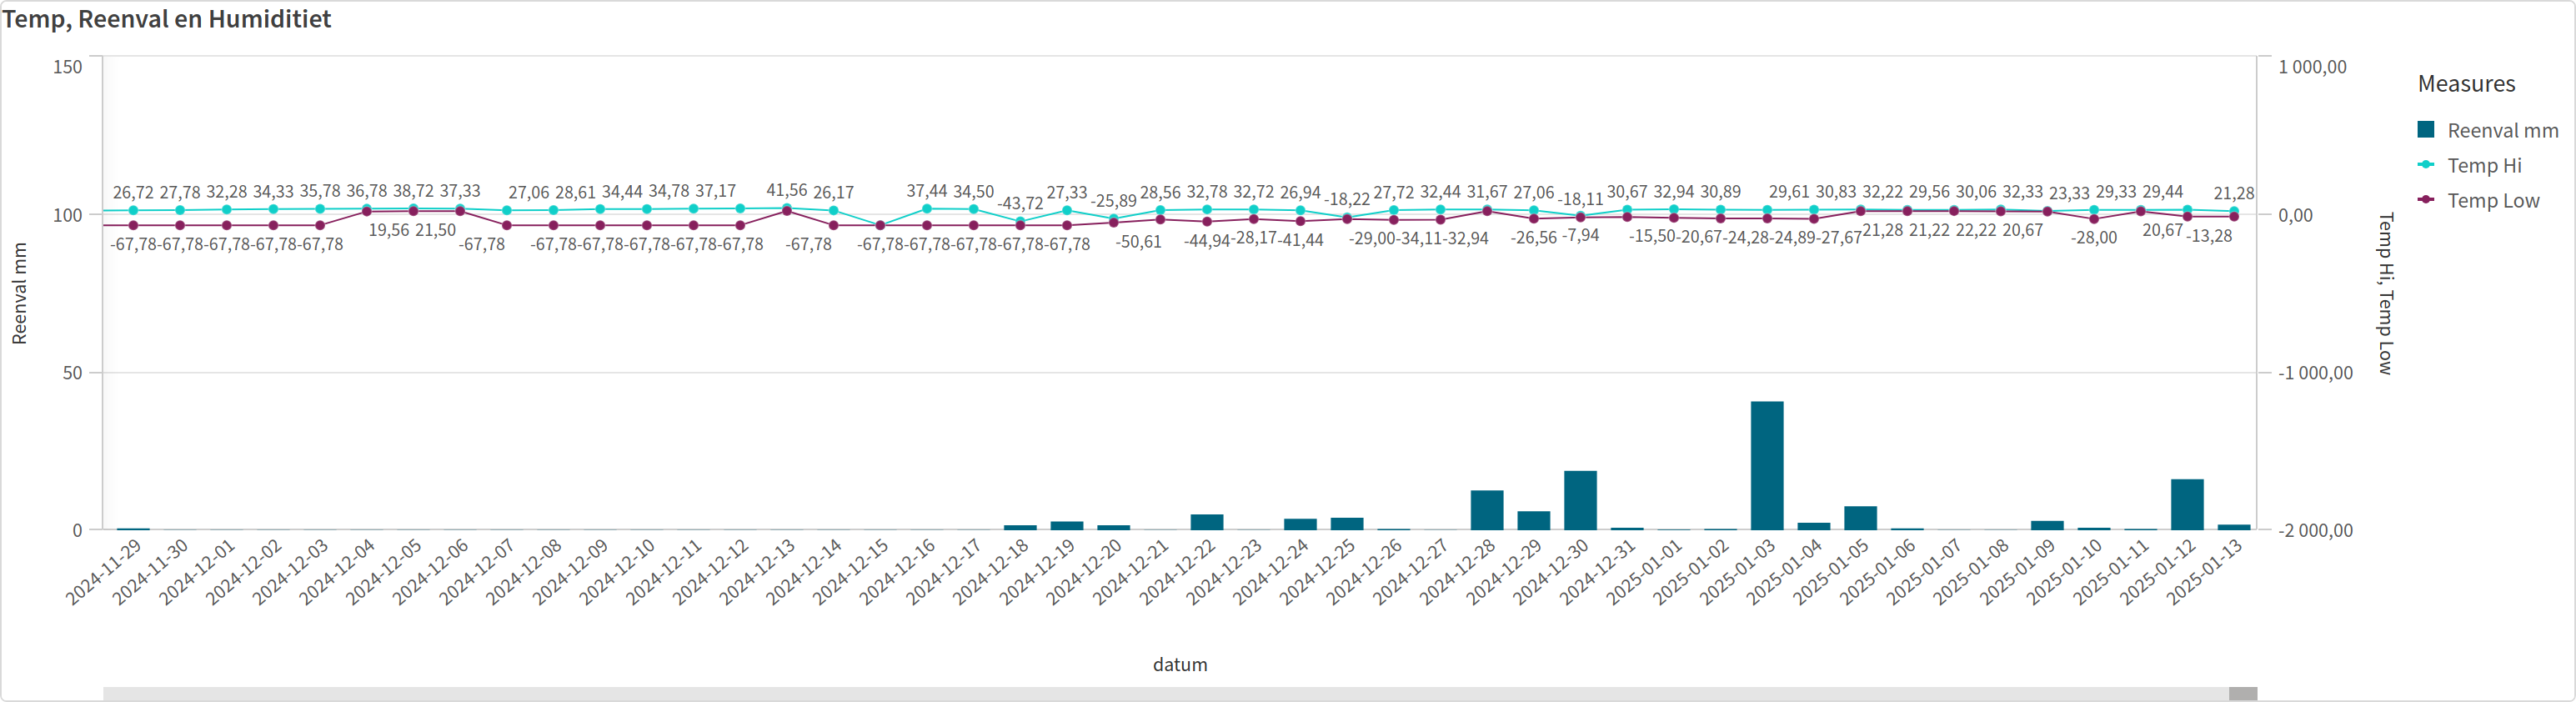 Temp, Reenval en Humiditiet
150
100
50
0
Reenval mm
26,72 27,78 32,28 34,33 35,78 36,78 38,72 37,33 27,06 28,61 34,44 34,78 37,17 41,56 26,17 37,44 34,50 -43,72 27,33 -25,89 28,56 32,78 32,72 26,94 -18,22 27,72 32,44 31,67 27,06 -18,11 30,67 32,94 30,89 29,61 30,83 32,22 29,56 30,06 32,33 23,33 29,33 29,44 21,28
-67,78 -67,78 -67,78 -67,78 -67,78 19,56 21,50 -67,78 -67,78 -67,78 -67,78 -67,78 -67,78 -67,78 -67,78 -67,78 -67,78 -67,78 -67,78 -50,61 -44,94 -28,17 -41,44 -29,00 -34,11 -32,94 -26,56 -7,94 -15,50 -20,67 -24,28 -24,89 -27,67 21,28 21,22 22,22 20,67 -28,00 20,67 -13,28
1 000,00
0,00
-1 000,00
-2 000,00
Temp Hi, Temp Low
2024-11-29 2024-11-30 2024-12-01 2024-12-02 2024-12-03 2024-12-04 2024-12-05 2024-12-06 2024-12-07 2024-12-08 2024-12-09 2024-12-10 2024-12-11 2024-12-12 2024-12-13 2024-12-14 2024-12-15 2024-12-16 2024-12-17 2024-12-18 2024-12-19 2024-12-20 2024-12-21 2024-12-22 2024-12-23 2024-12-24 2024-12-25 2024-12-26 2024-12-27 2024-12-28 2024-12-29 2024-12-30 2024-12-31 2025-01-01 2025-01-02 2025-01-03 2025-01-04 2025-01-05 2025-01-06 2025-01-07 2025-01-08 2025-01-09 2025-01-10 2025-01-11 2025-01-12 2025-01-13
datum
Measures
Reenval mm
Temp Hi
Temp Low